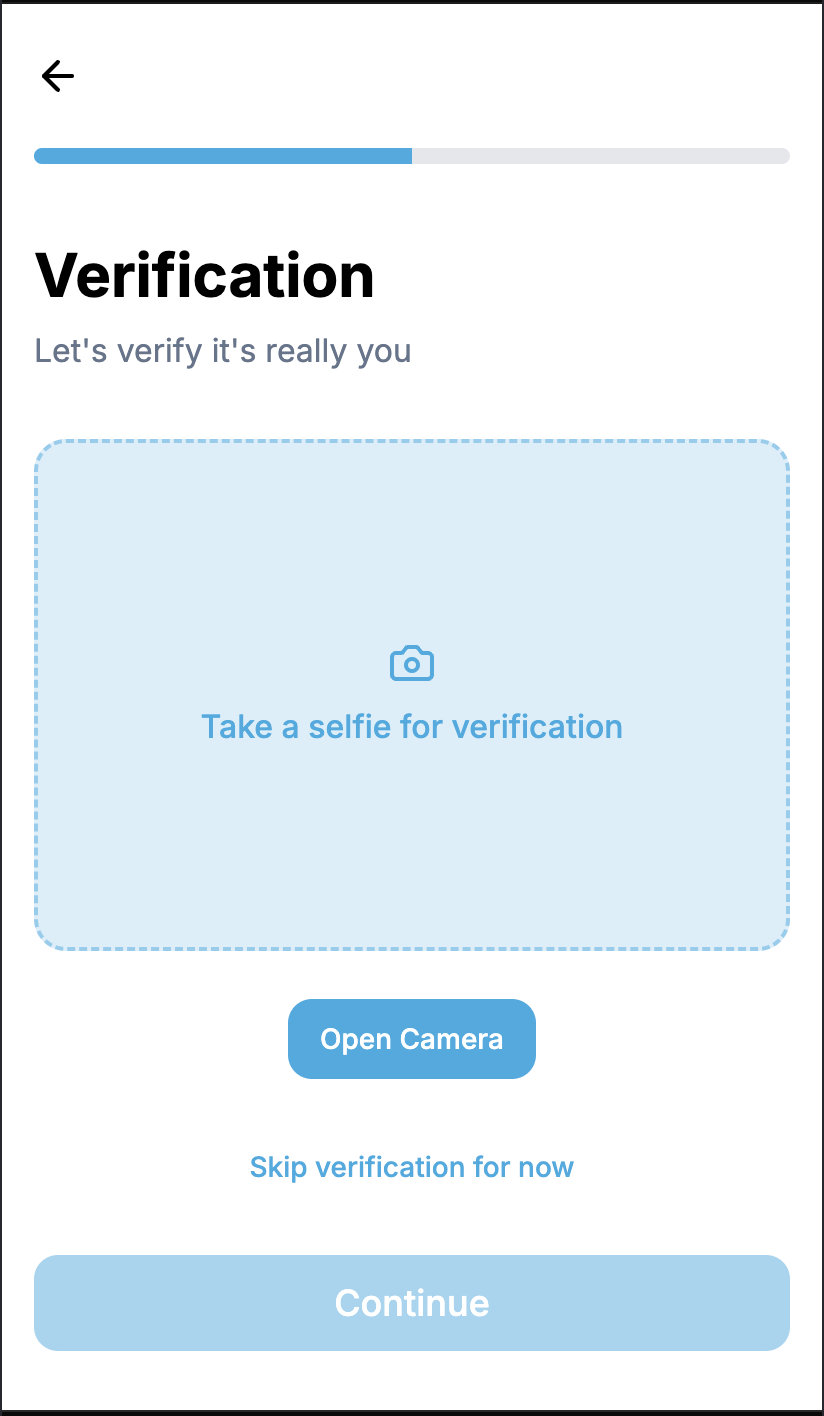 Verification
Let's verify it's really you
Take a selfie for verification
Open Camera
Skip verification for now
Continue